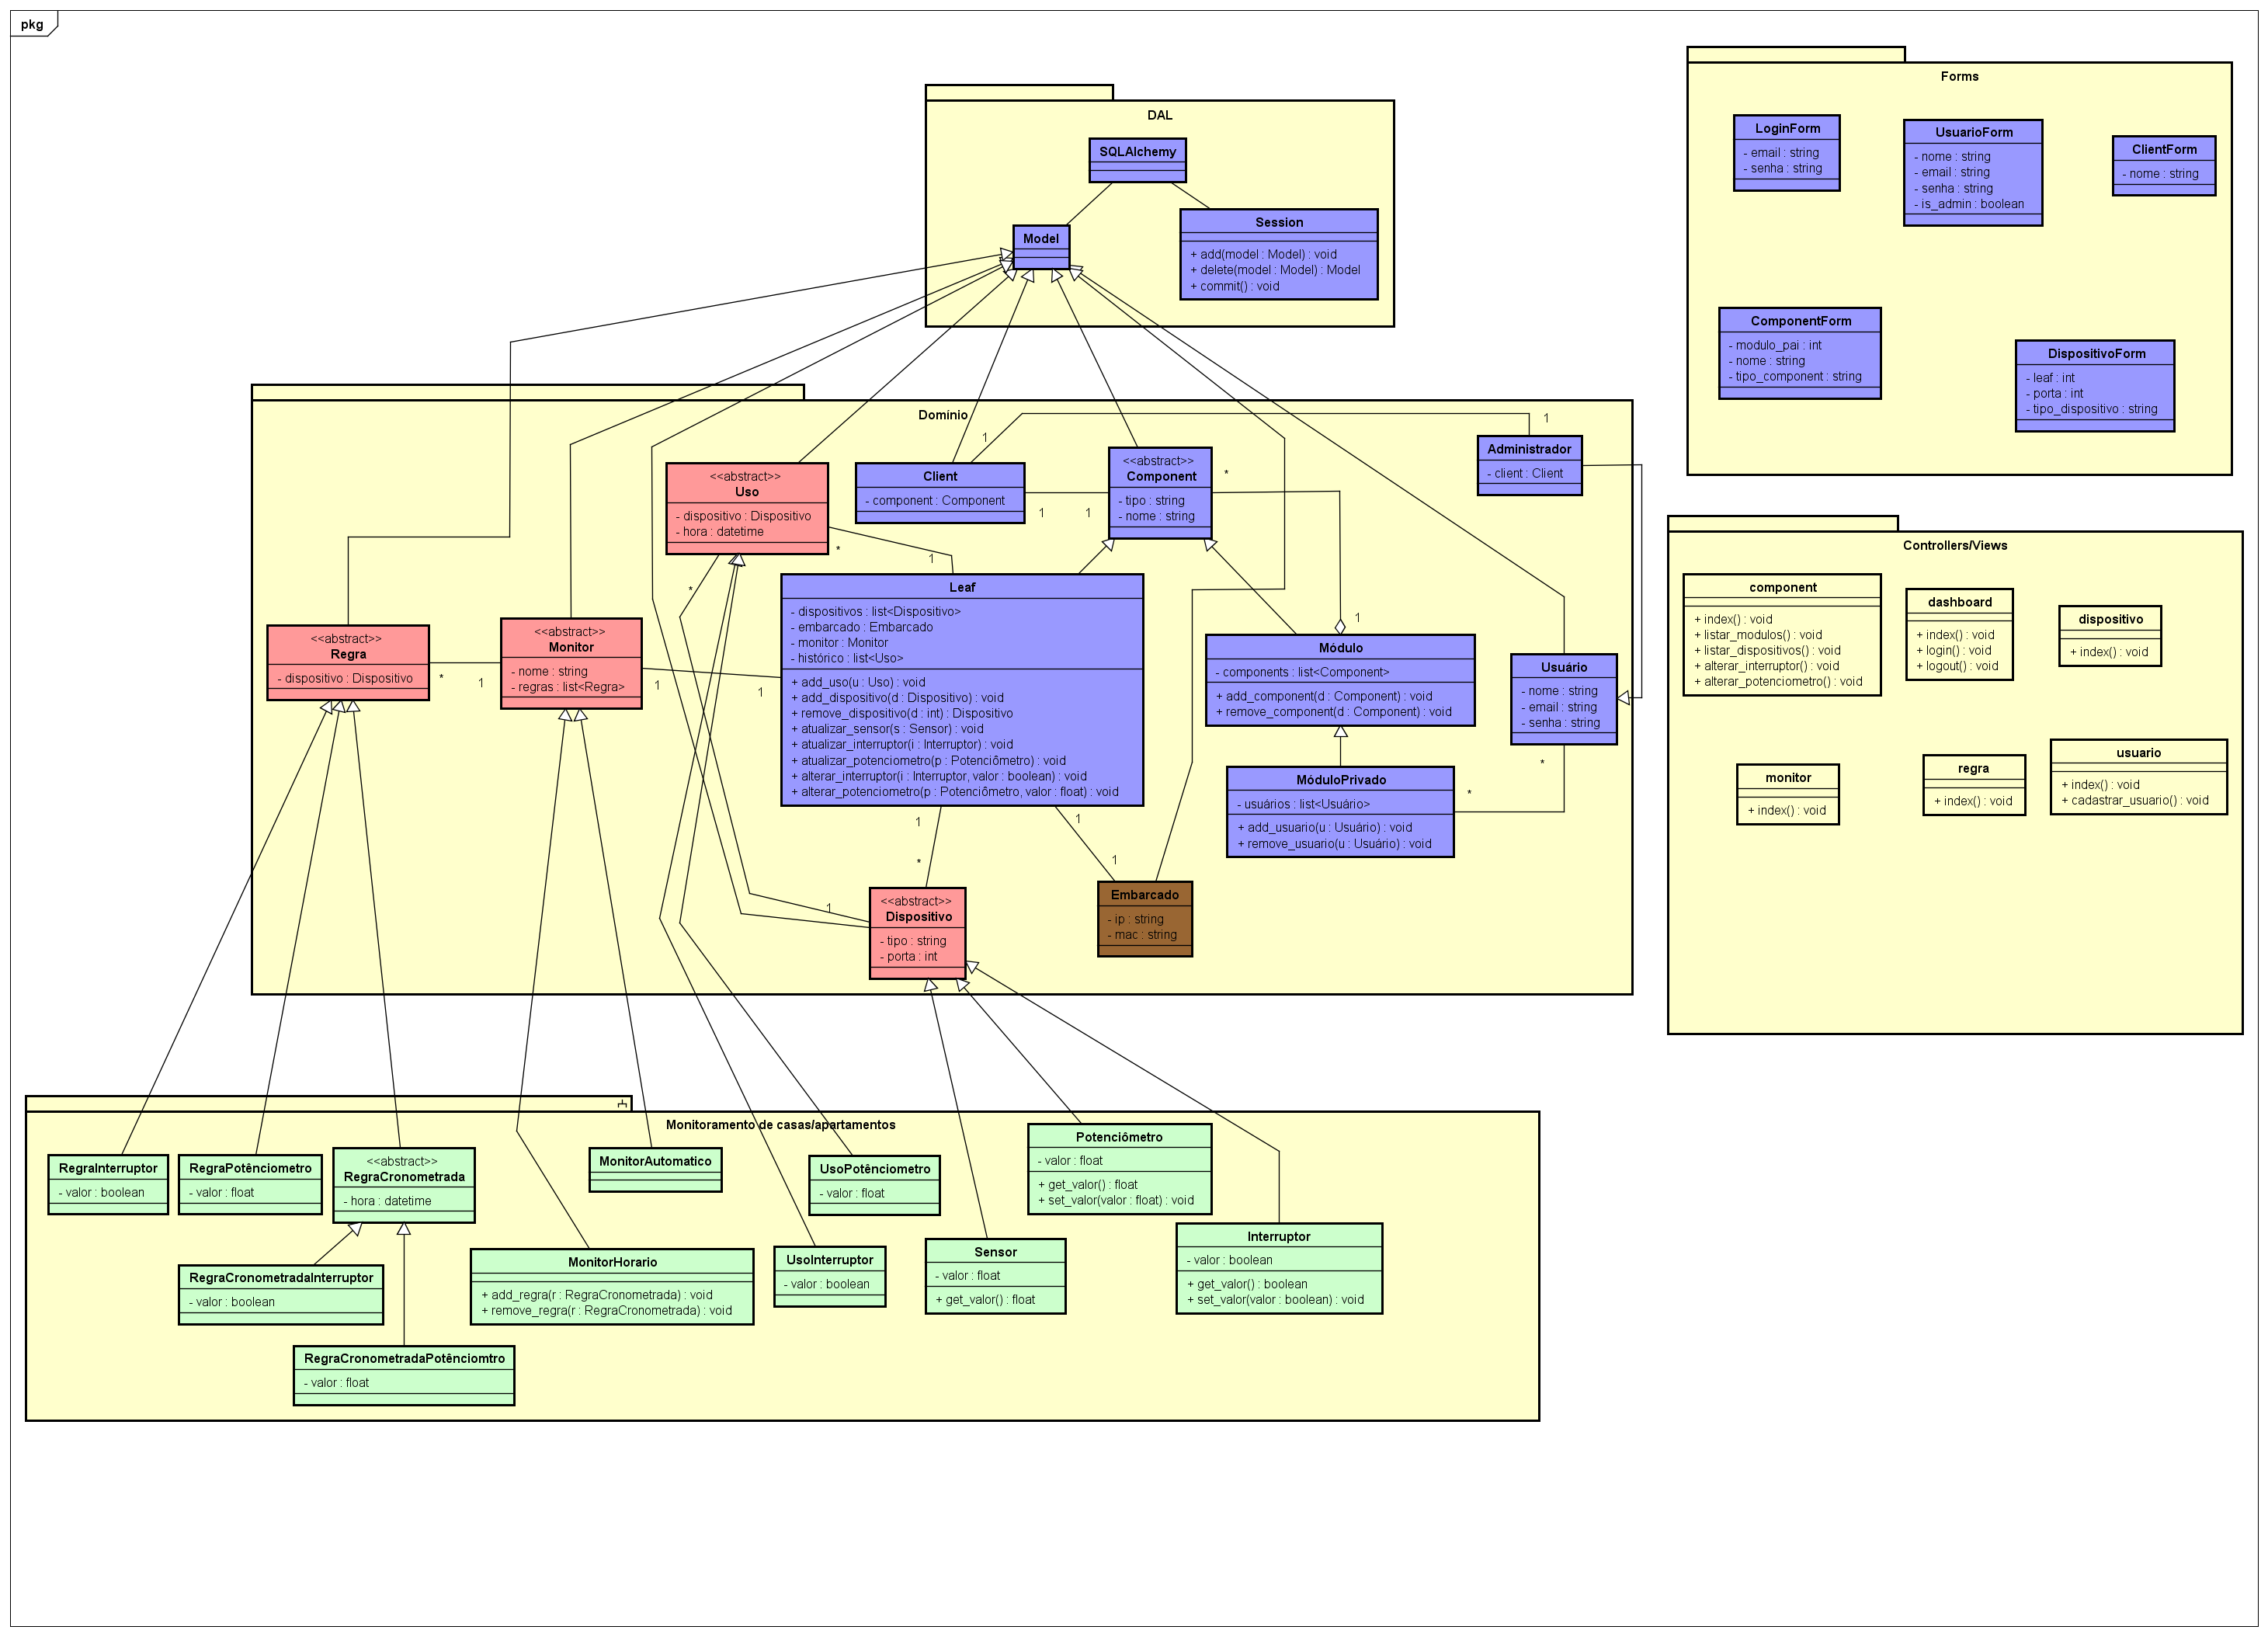 pkg
DAL
SQLAlchemy
Model
Session
+ add(model : Model) : void
+ delete(model : Model) : Model
+ commit() : void
Forms
LoginForm
- email : string
- senha : string
UsuarioForm
- nome : string
- email : string
- senha : string
- is_admin : boolean
ClientForm
- nome : string
ComponentForm
- modulo_pai : int
- nome : string
- tipo_component : string
DispositivoForm
- leaf : int
- porta : int
- tipo_dispositivo : string
Domínio
<<abstract>>
Uso
- dispositivo : Dispositivo
- hora : datetime
Client
- component : Component
<<abstract>>
Component
- tipo : string
- nome : string
Administrador
- client : Client
1
1
1
1
*
*
1
*
1
<<abstract>>
Regra
- dispositivo : Dispositivo
*
1
<<abstract>>
Monitor
- nome : string
- regras : list<Regra>
1
1
Leaf
- dispositivos : list<Dispositivo>
- embarcado : Embarcado
- monitor : Monitor
- histórico : list<Uso>
+ add_uso(u : Uso) : void
+ add_dispositivo(d : Dispositivo) : void
+ remove_dispositivo(d : int) : Dispositivo
+ atualizar_sensor(s : Sensor) : void
+ atualizar_interruptor(i : Interruptor) : void
+ atualizar_potenciometro(p : Potenciômetro) : void
+ alterar_interruptor(i : Interruptor, valor : boolean) : void
+ alterar_potenciometro(p : Potenciômetro, valor : float) : void
Módulo
- components : list<Component>
+ add_component(d : Component) : void
+ remove_component(d : Component) : void
Usuário
- nome : string
- email : string
- senha : string
*
*
MóduloPrivado
- usuários : list<Usuário>
+ add_usuario(u : Usuário) : void
+ remove_usuario(u : Usuário) : void
1
*
1
1
1
<<abstract>>
Dispositivo
- tipo : string
- porta : int
Embarcado
- ip : string
- mac : string
Controllers/Views
component
+ index() : void
+ listar_modulos() : void
+ listar_dispositivos() : void
+ alterar_interruptor() : void
+ alterar_potenciometro() : void
dashboard
+ index() : void
+ login() : void
+ logout() : void
dispositivo
+ index() : void
monitor
+ index() : void
regra
+ index() : void
usuario
+ index() : void
+ cadastrar_usuario() : void
Monitoramento de casas/apartamentos
RegraInterruptor
- valor : boolean
RegraPotênciometro
- valor : float
<<abstract>>
RegraCronometrada
- hora : datetime
MonitorAutomatico
UsoPotênciometro
- valor : float
Potenciômetro
- valor : float
+ get_valor() : float
+ set_valor(valor : float) : void
RegraCronometradaInterruptor
- valor : boolean
MonitorHorario
+ add_regra(r : RegraCronometrada) : void
+ remove_regra(r : RegraCronometrada) : void
UsoInterruptor
- valor : boolean
Sensor
- valor : float
+ get_valor() : float
Interruptor
- valor : boolean
+ get_valor() : boolean
+ set_valor(valor : boolean) : void
RegraCronometradaPotênciomtro
- valor : float